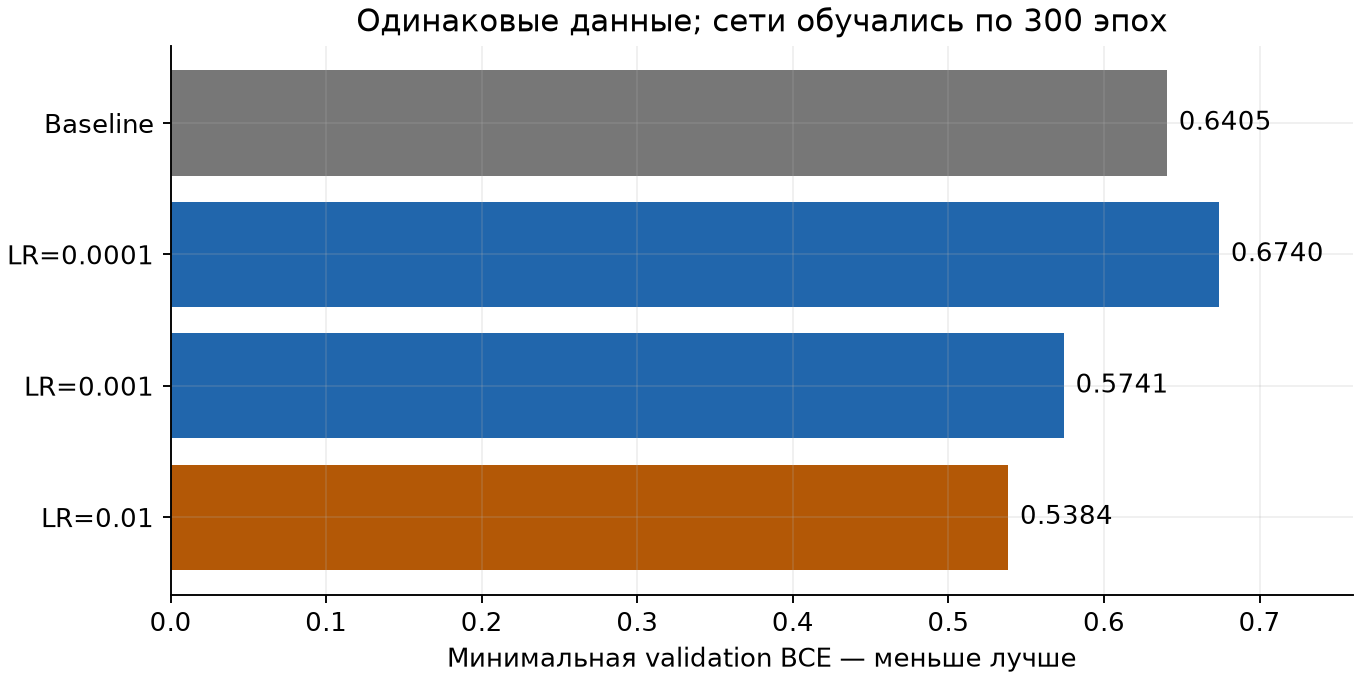 Одинаковые данные; сети обучались по 300 эпох
Baseline
0.6405
LR=0.0001
0.6740
LR=0.001
0.5741
LR=0.01
0.5384
0.0 0.1 0.2 0.3 0.4 0.5 0.6 0.7
Минимальная validation BCE — меньше лучше